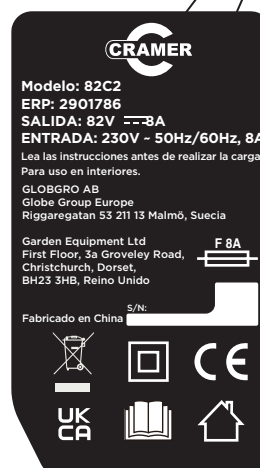 CRAMER
Modelo: 82C2
ERP: 2901786
SALIDA: 82V 8A
ENTRADA: 230V ~ 50Hz/60Hz, 8A
Lea las instrucciones antes de realizar la carga
Para uso en interiores.
GLOBGRO AB
Globe Group Europe
Riggaregatan 53 211 13 Malmö, Suecia
Garden Equipment Ltd
First Floor, 3a Groveley Road,
Christchurch, Dorset,
BH23 3HB, Reino Unido
F 8A
S/N:
Fabricado en China
CE
UK
CA